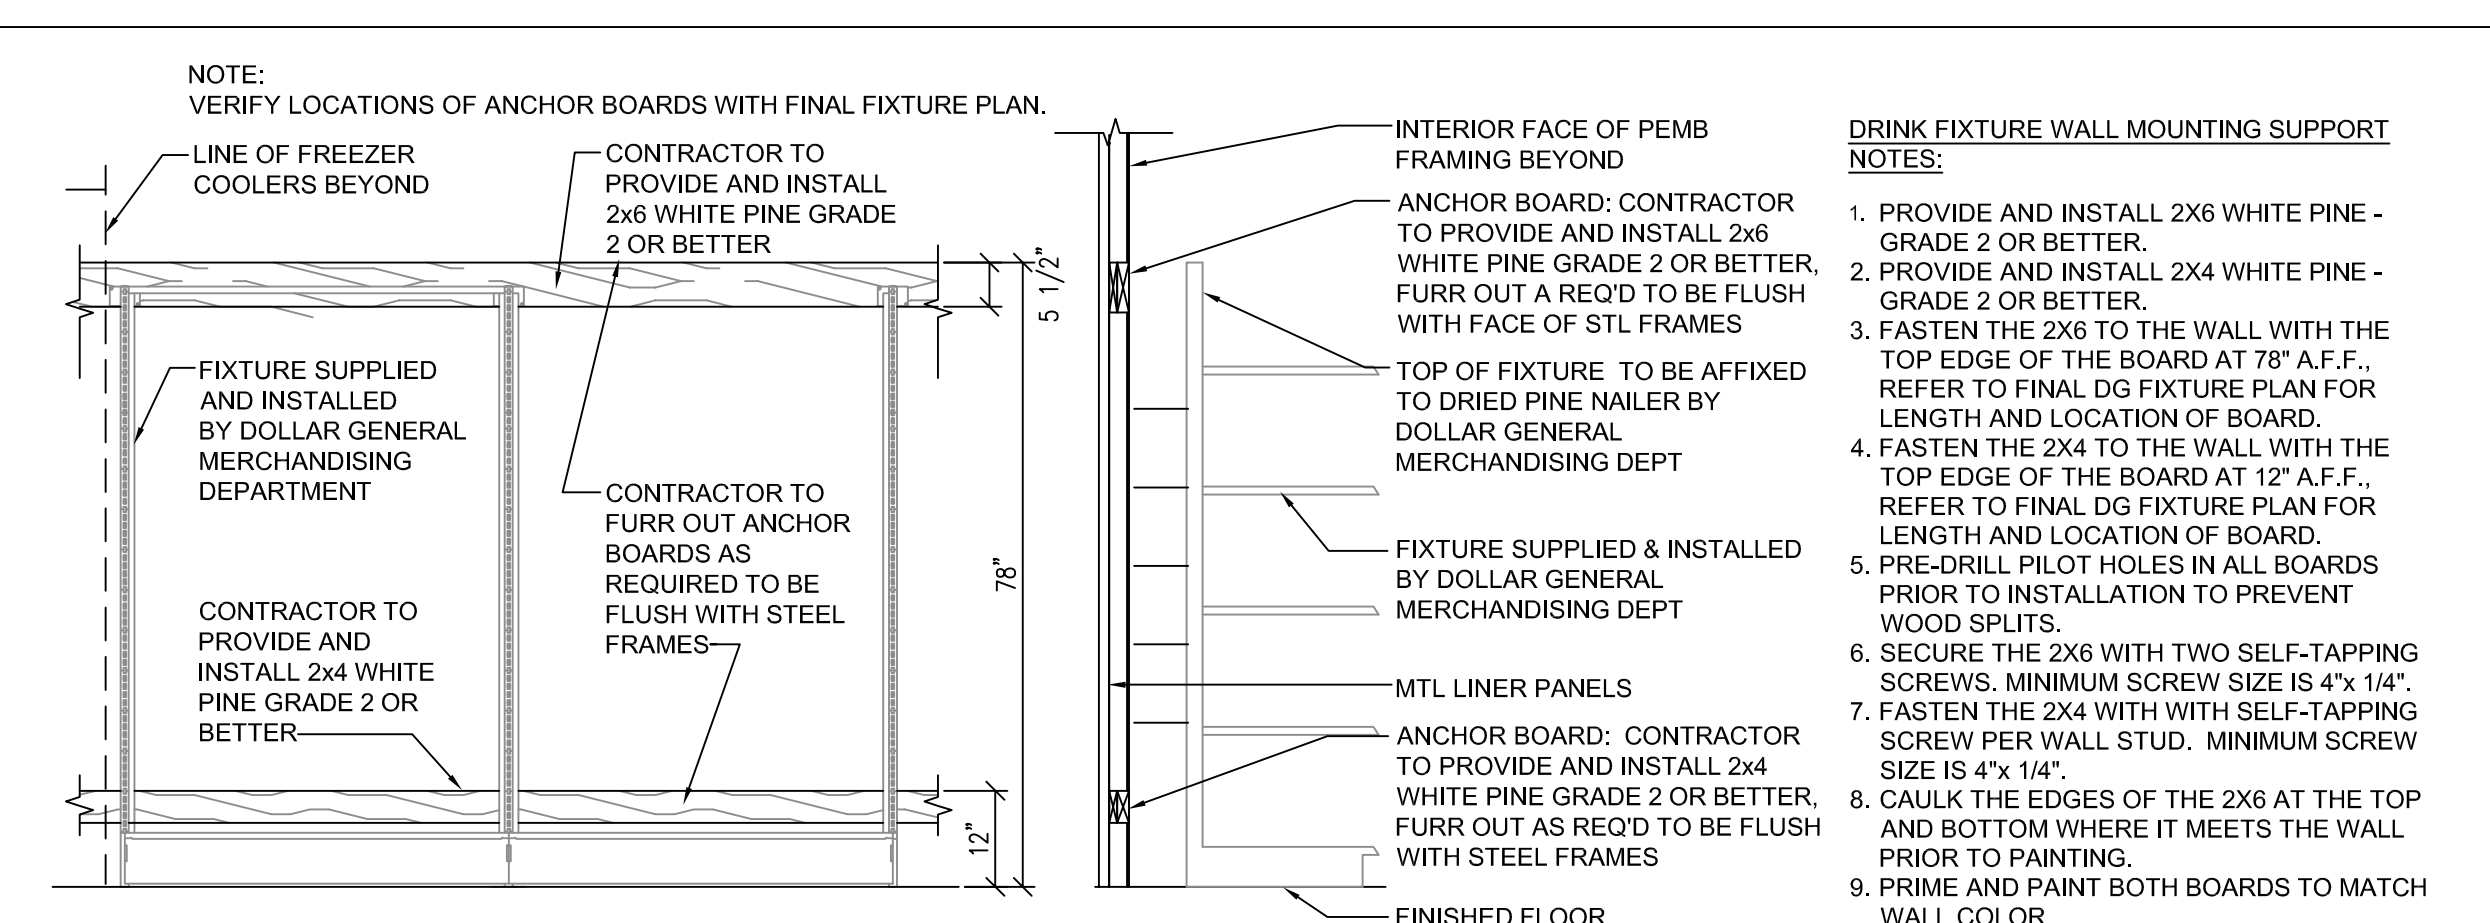 NOTE:
VERIFY LOCATIONS OF ANCHOR BOARDS WITH FINAL FIXTURE PLAN.
LINE OF FREEZER
COOLERS BEYOND
CONTRACTOR TO
PROVIDE AND INSTALL
2x6 WHITE PINE GRADE
2 OR BETTER
5 1/2"
FIXTURE SUPPLIED
AND INSTALLED
BY DOLLAR GENERAL
MERCHANDISING
DEPARTMENT
CONTRACTOR TO
FURR OUT ANCHOR
BOARDS AS
REQUIRED TO BE
FLUSH WITH STEEL
FRAMES
78"
CONTRACTOR TO
PROVIDE AND
INSTALL 2x4 WHITE
PINE GRADE 2 OR
BETTER
12"
INTERIOR FACE OF PEMB
FRAMING BEYOND
ANCHOR BOARD: CONTRACTOR
TO PROVIDE AND INSTALL 2x6
WHITE PINE GRADE 2 OR BETTER,
FURR OUT A REQ'D TO BE FLUSH
WITH FACE OF STL FRAMES
TOP OF FIXTURE TO BE AFFIXED
TO DRIED PINE NAILER BY
DOLLAR GENERAL
MERCHANDISING DEPT
FIXTURE SUPPLIED & INSTALLED
BY DOLLAR GENERAL
MERCHANDISING DEPT
MTL LINER PANELS
ANCHOR BOARD: CONTRACTOR
TO PROVIDE AND INSTALL 2x4
WHITE PINE GRADE 2 OR BETTER,
FURR OUT AS REQ'D TO BE FLUSH
WITH STEEL FRAMES
FINISHED FLOOR
DRINK FIXTURE WALL MOUNTING SUPPORT
NOTES:
1. PROVIDE AND INSTALL 2X6 WHITE PINE -
GRADE 2 OR BETTER.
2. PROVIDE AND INSTALL 2X4 WHITE PINE -
GRADE 2 OR BETTER.
3. FASTEN THE 2X6 TO THE WALL WITH THE
TOP EDGE OF THE BOARD AT 78" A.F.F.,
REFER TO FINAL DG FIXTURE PLAN FOR
LENGTH AND LOCATION OF BOARD.
4. FASTEN THE 2X4 TO THE WALL WITH THE
TOP EDGE OF THE BOARD AT 12" A.F.F.,
REFER TO FINAL DG FIXTURE PLAN FOR
LENGTH AND LOCATION OF BOARD.
5. PRE-DRILL PILOT HOLES IN ALL BOARDS
PRIOR TO INSTALLATION TO PREVENT
WOOD SPLITS.
6. SECURE THE 2X6 WITH TWO SELF-TAPPING
SCREWS. MINIMUM SCREW SIZE IS 4"x 1/4".
7. FASTEN THE 2X4 WITH WITH SELF-TAPPING
SCREW PER WALL STUD. MINIMUM SCREW
SIZE IS 4"x 1/4".
8. CAULK THE EDGES OF THE 2X6 AT THE TOP
AND BOTTOM WHERE IT MEETS THE WALL
PRIOR TO PAINTING.
9. PRIME AND PAINT BOTH BOARDS TO MATCH
WALL COLOR